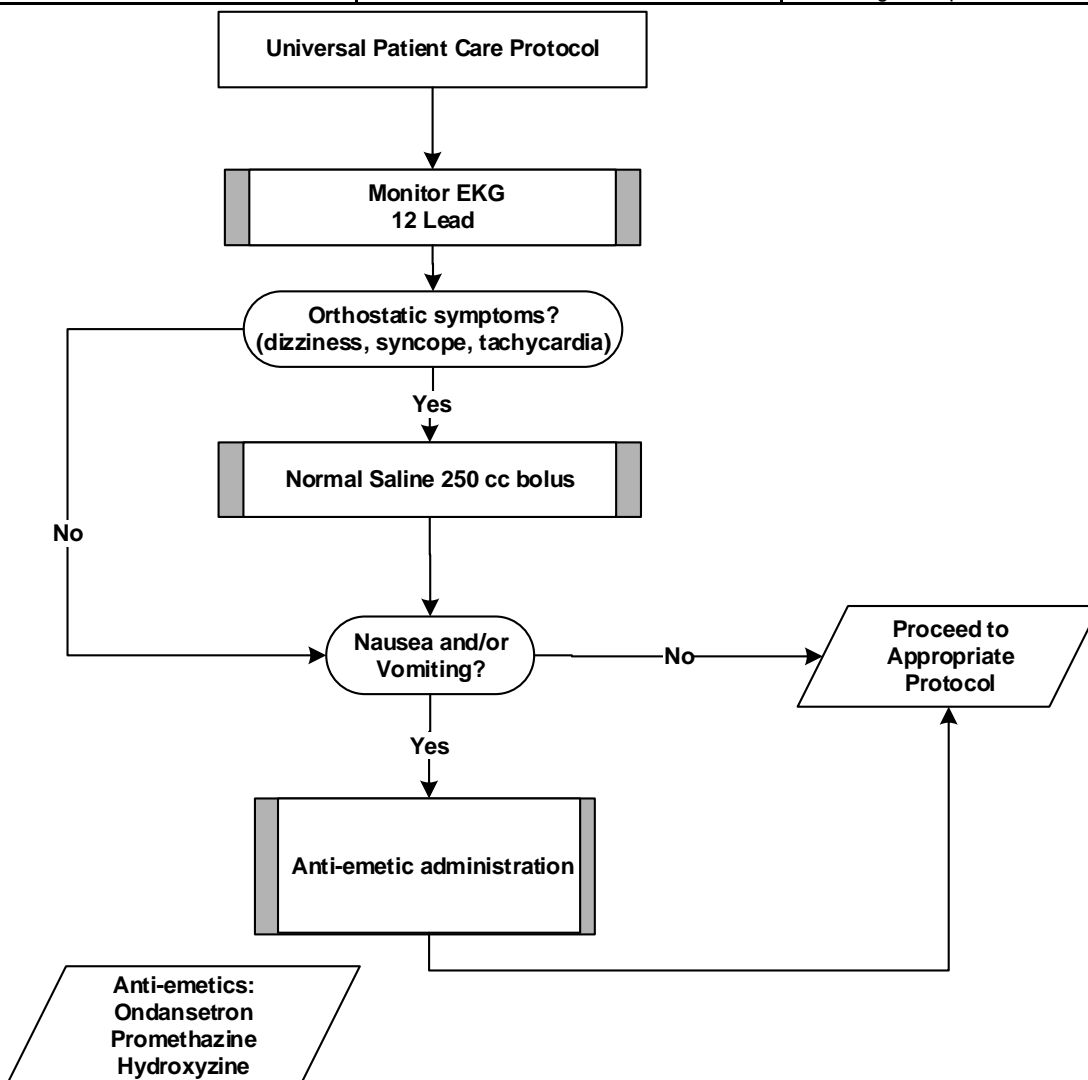 Universal Patient Care Protocol
Monitor EKG
12 Lead
Orthostatic symptoms?
(dizziness, syncope, tachycardia)
Yes
Normal Saline 250 cc bolus
No
Nausea and/or
Vomiting?
No
Proceed to
Appropriate
Protocol
Yes
Anti-emetic administration
Anti-emetics:
Ondansetron
Promethazine
Hydroxyzine